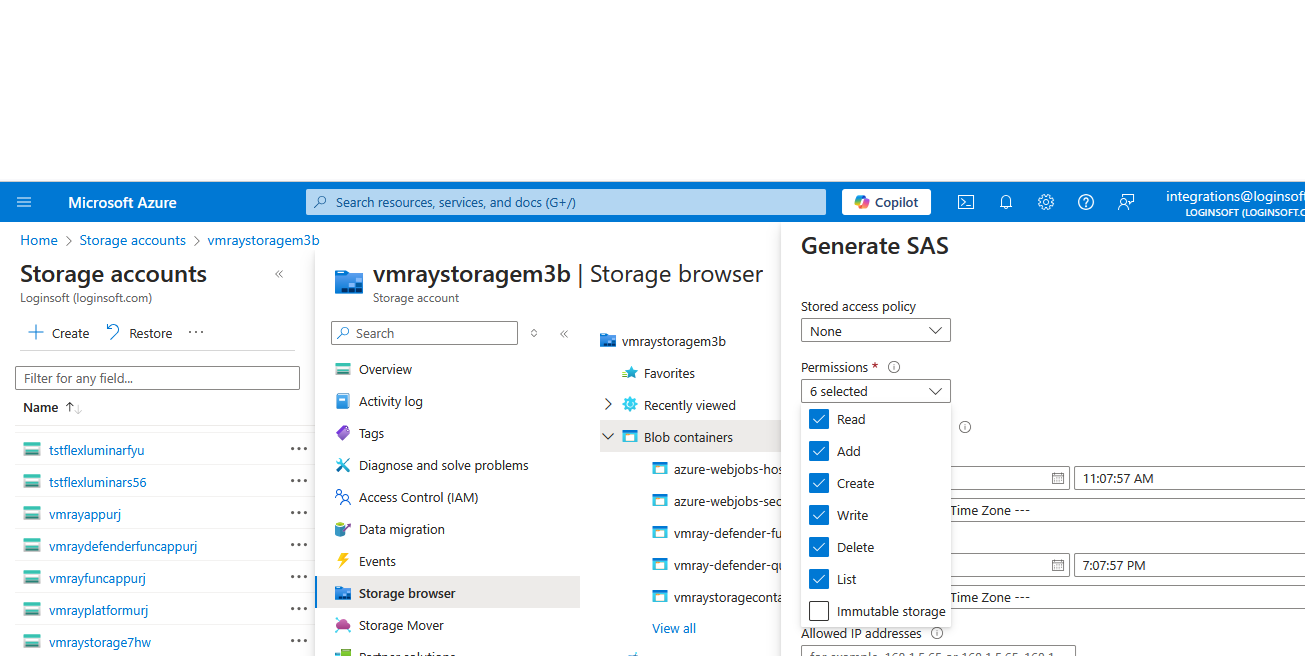 Microsoft Azure
Search resources, services, and docs (G+/)
Copilot
integrations@loginsoft
LOGINSOFT (LOGINSOFT.C
Home > Storage accounts > vmraystoragem3b
Storage accounts
Loginsoft (loginsoft.com)
Create
Restore
Filter for any field...
Name
tstflexluminarfyu
tstflexluminars56
vmrayappurj
vmraydefenderfuncappurj
vmrayfuncappurj
vmrayplatformurj
vmraystorage7hw
vmraystoragem3b | Storage browser
Storage account
Search
Overview
Activity log
Tags
Diagnose and solve problems
Access Control (IAM)
Data migration
Events
Storage browser
Storage Mover
Partner solutions
vmraystoragem3b
Favorites
Recently viewed
Blob containers
azure-webjobs-hos
azure-webjobs-sec
vmray-defender-fu
vmray-defender-qu
vmraystorageconta
View all
Generate SAS
Stored access policy
None
Permissions *
6 selected
Read
Add
Create
Write
Delete
List
Immutable storage
11:07:57 AM
Time Zone ---
7:07:57 PM
Time Zone ---
Allowed IP addresses
for example, 168.1.5.65 or 168.1.5.65-168.1....